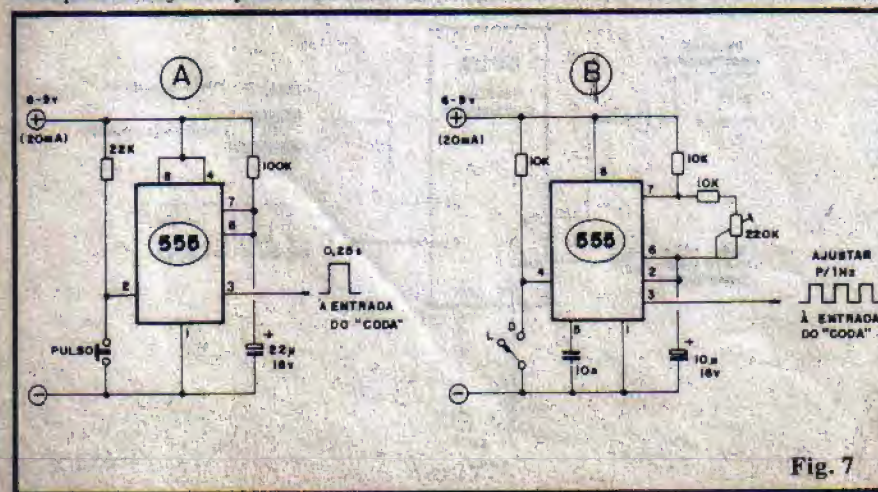 A
6-9v
(20mA)
22K
100K
8
4
7
6
555
2
3
1
0,25s
À ENTRADA
DO "CODA"
PULSO
+
2,2µ
16V
B
6-9v
(20mA)
10K
10K
8
7
10K
220K
555
6
2
3
4
5
1
AJUSTAR
P/1Hz
À ENTRADA
DO "CODA"
L
D
10n
+
10µ
16V
Fig. 7